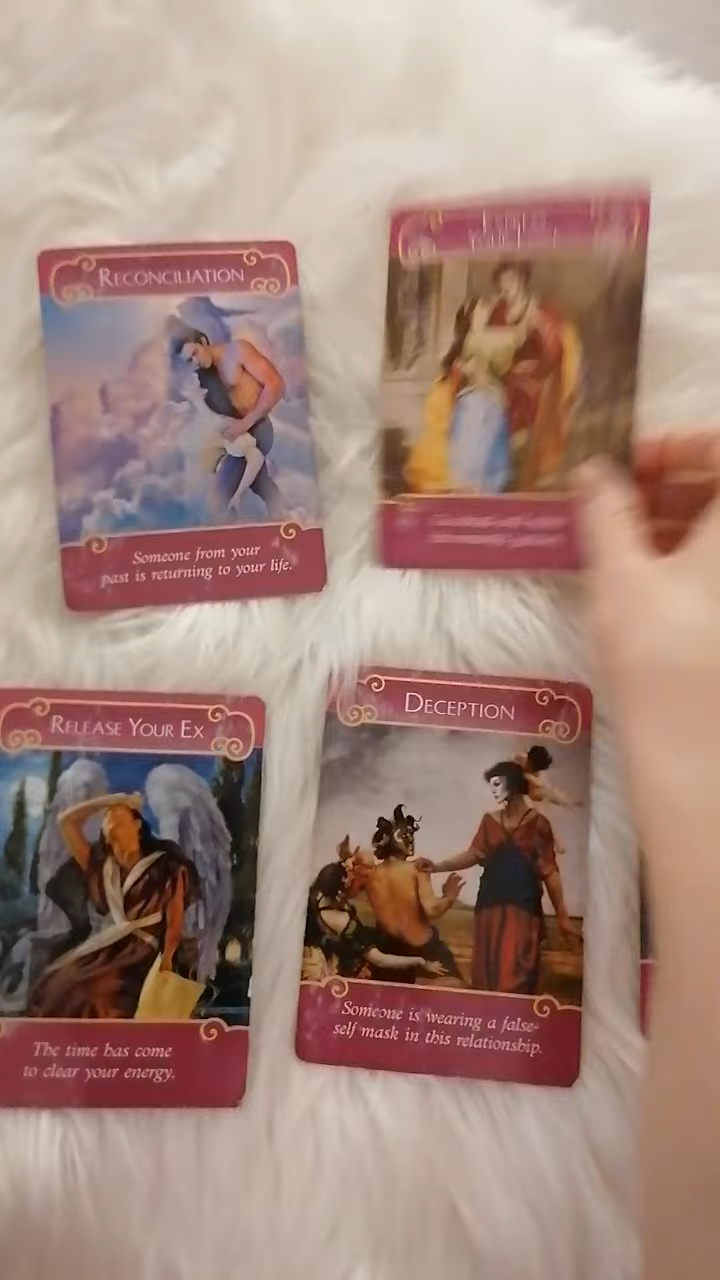 RECONCILIATION
Someone from your
past is returning to your life.
RELEASE YOUR EX
The time has come
to clear your energy.
DECEPTION
Someone is wearing a false-
self mask in this relationship.